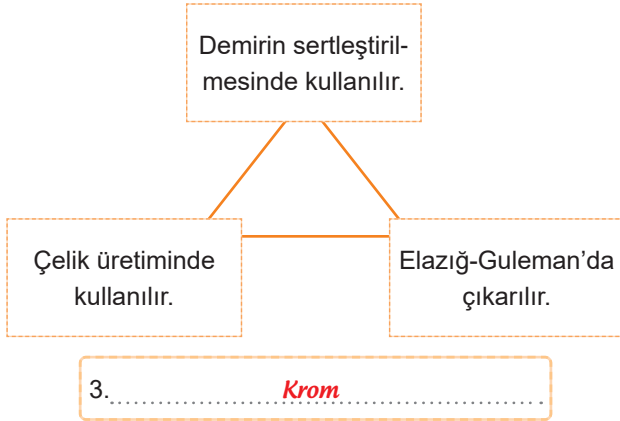 Demirin sertleştiril-
mesinde kullanılır.
Çelik üretiminde
kullanılır.
Elazığ-Guleman’da
çıkarılır.
3. Krom